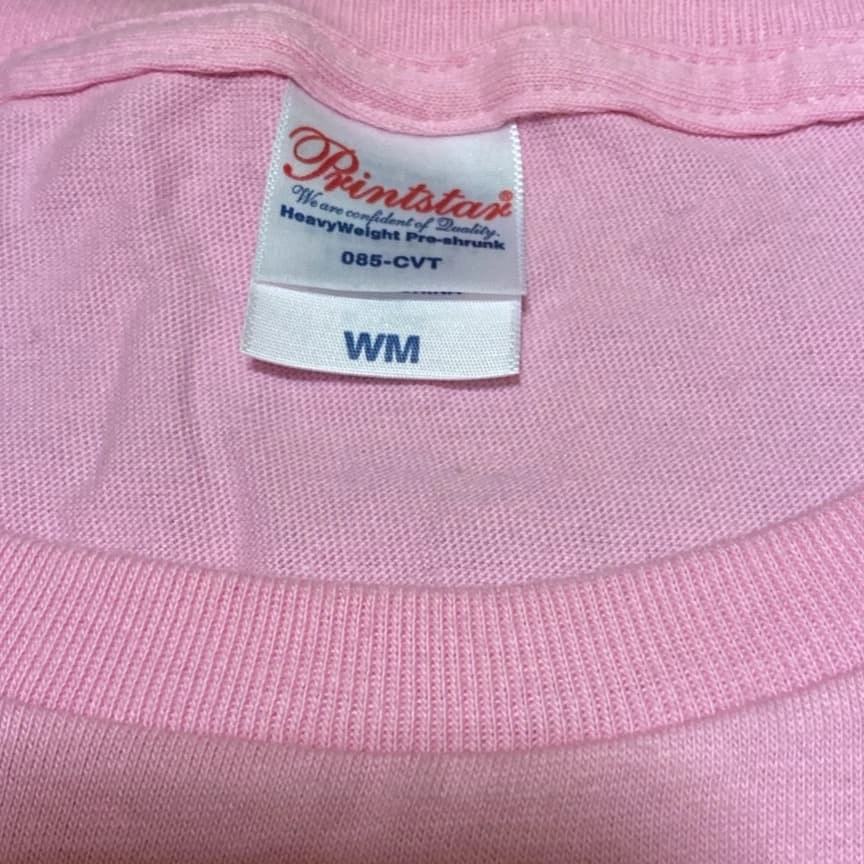 Printstar®
We are confident of Quality.
HeavyWeight Pre-shrunk
085-CVT
WM